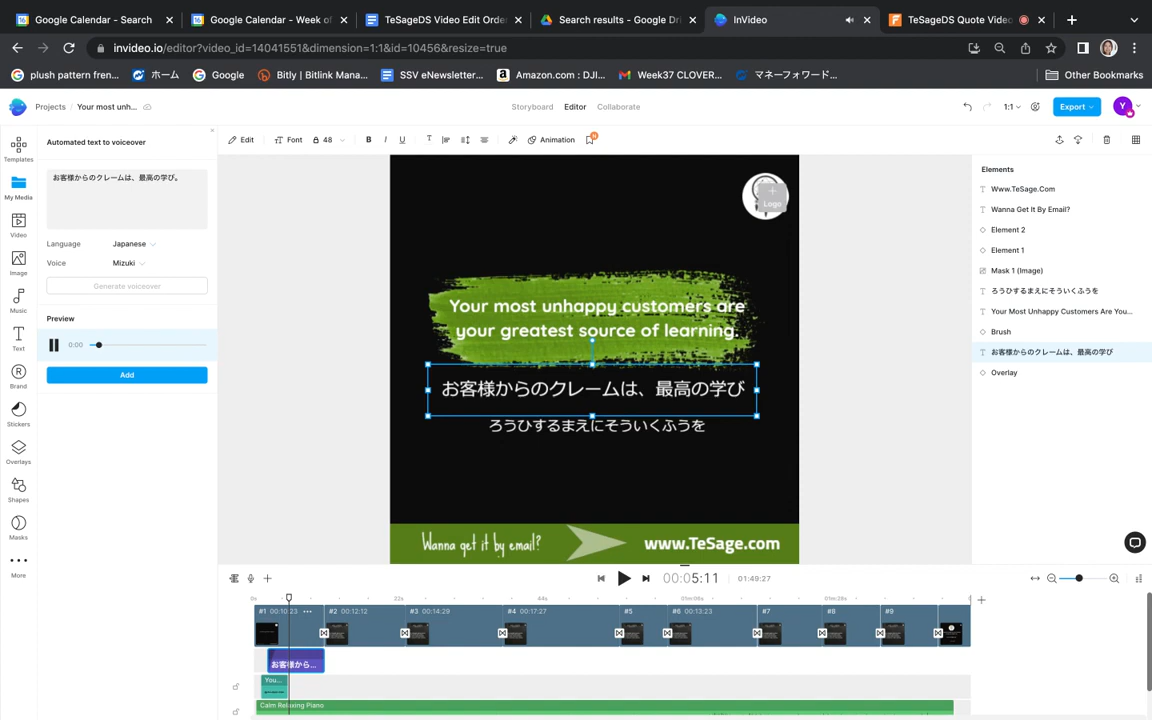 Google Calendar - Search
Google Calendar - Week of
TeSageDS Video Edit Order
Search results - Google Dri
InVideo
TeSageDS Quote Video
invideo.io/editor?video_id=14041551&dimension=1:1&id=10456&resize=true
plush pattern fren...
ホーム
Google
Bitly | Bitlink Mana...
SSV eNewsletter...
Amazon.com : DJI...
Week37 CLOVER...
マネーフォワード...
Other Bookmarks
Projects
Your most unh...
Storyboard
Editor
Collaborate
1:1
Export
Y
Templates
My Media
Video
Image
Music
Text
Brand
Stickers
Overlays
Shapes
Masks
More
Automated text to voiceover
お客様からのクレームは、最高の学び。
Language Japanese
Voice Mizuki
Generate voiceover
Preview
0:00
Add
Edit
Font
48
B
I
U
Animation
Logo
Your most unhappy customers are
your greatest source of learning.
お客様からのクレームは、最高の学び
ろうひするまえにそういくふうを
Wanna get it by email?
www.TeSage.com
Elements
Www.TeSage.Com
Wanna Get It By Email?
Element 2
Element 1
Mask 1 (Image)
ろうひするまえにそういくふうを
Your Most Unhappy Customers Are You...
Brush
お客様からのクレームは、最高の学び
Overlay
00:05:11
01:49:27
0s
22s
44s
01m:06s
01m:28s
#1 00:10:23
#2 00:12:12
#3 00:14:29
#4 00:17:27
#5
#6 00:13:23
#7
#8
#9
お客様から...
You...
Calm Relaxing Piano